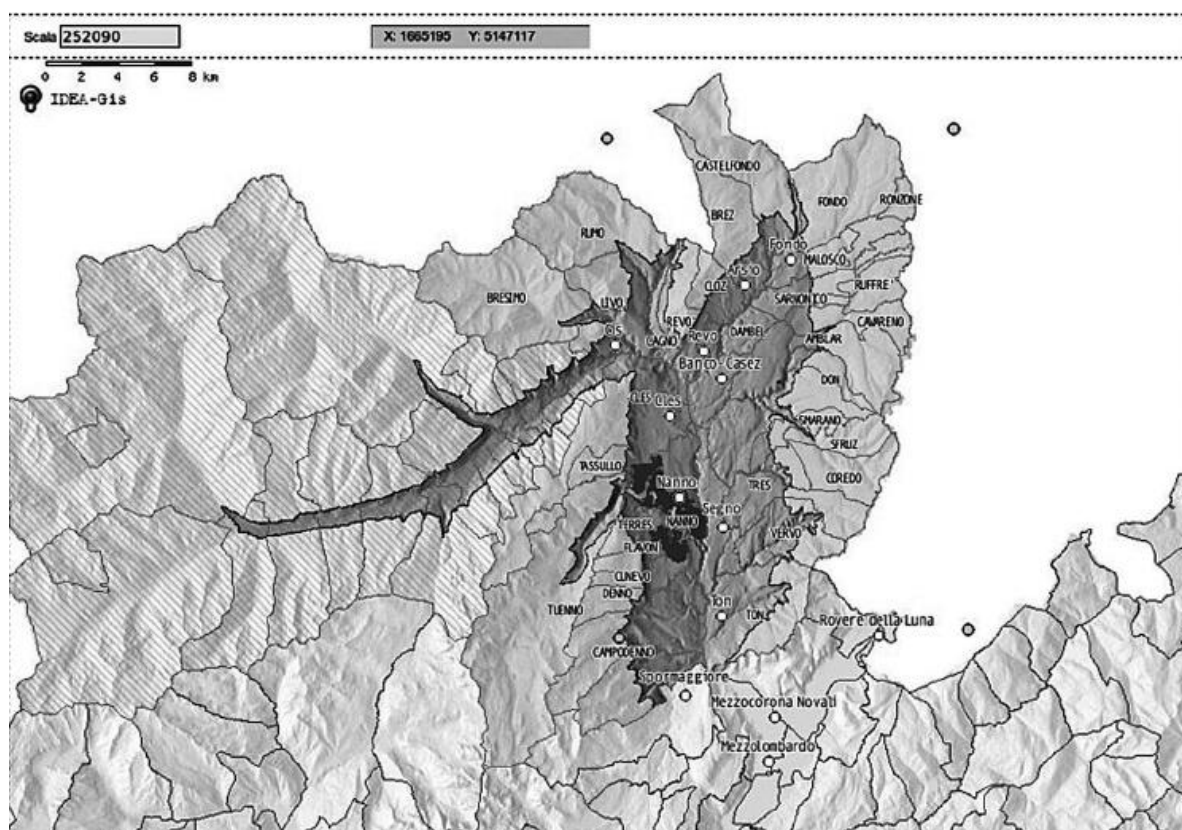 Scala 252090 X: 1665195 Y: 5147117
0 2 4 6 8 km
IDEA-Gis
CASTELFONDO
FONDO
RONZONE
BREZ
RUMO
Fondo
MALOSCO
Arsio
CLOZ
RUFFRE'
BRESIMO
LIVO
SARNONICO
REVO
CAVARENO
Cis
CAGNO
Revo
DAMBEL
AMBLAR
Banco-Casez
DON
CLES
Cles
SMARANO
SFRUZ
TASSULLO
COREDO
Nanno
TRES
Segno
NANNO
TERRES
VERVO
FLAVON
CUNEVO
DENNO
TUENNO
Ton
TON
Rovere della Luna
CAMPODENNO
Spormaggiore
Mezzocorona Novati
Mezzolombardo